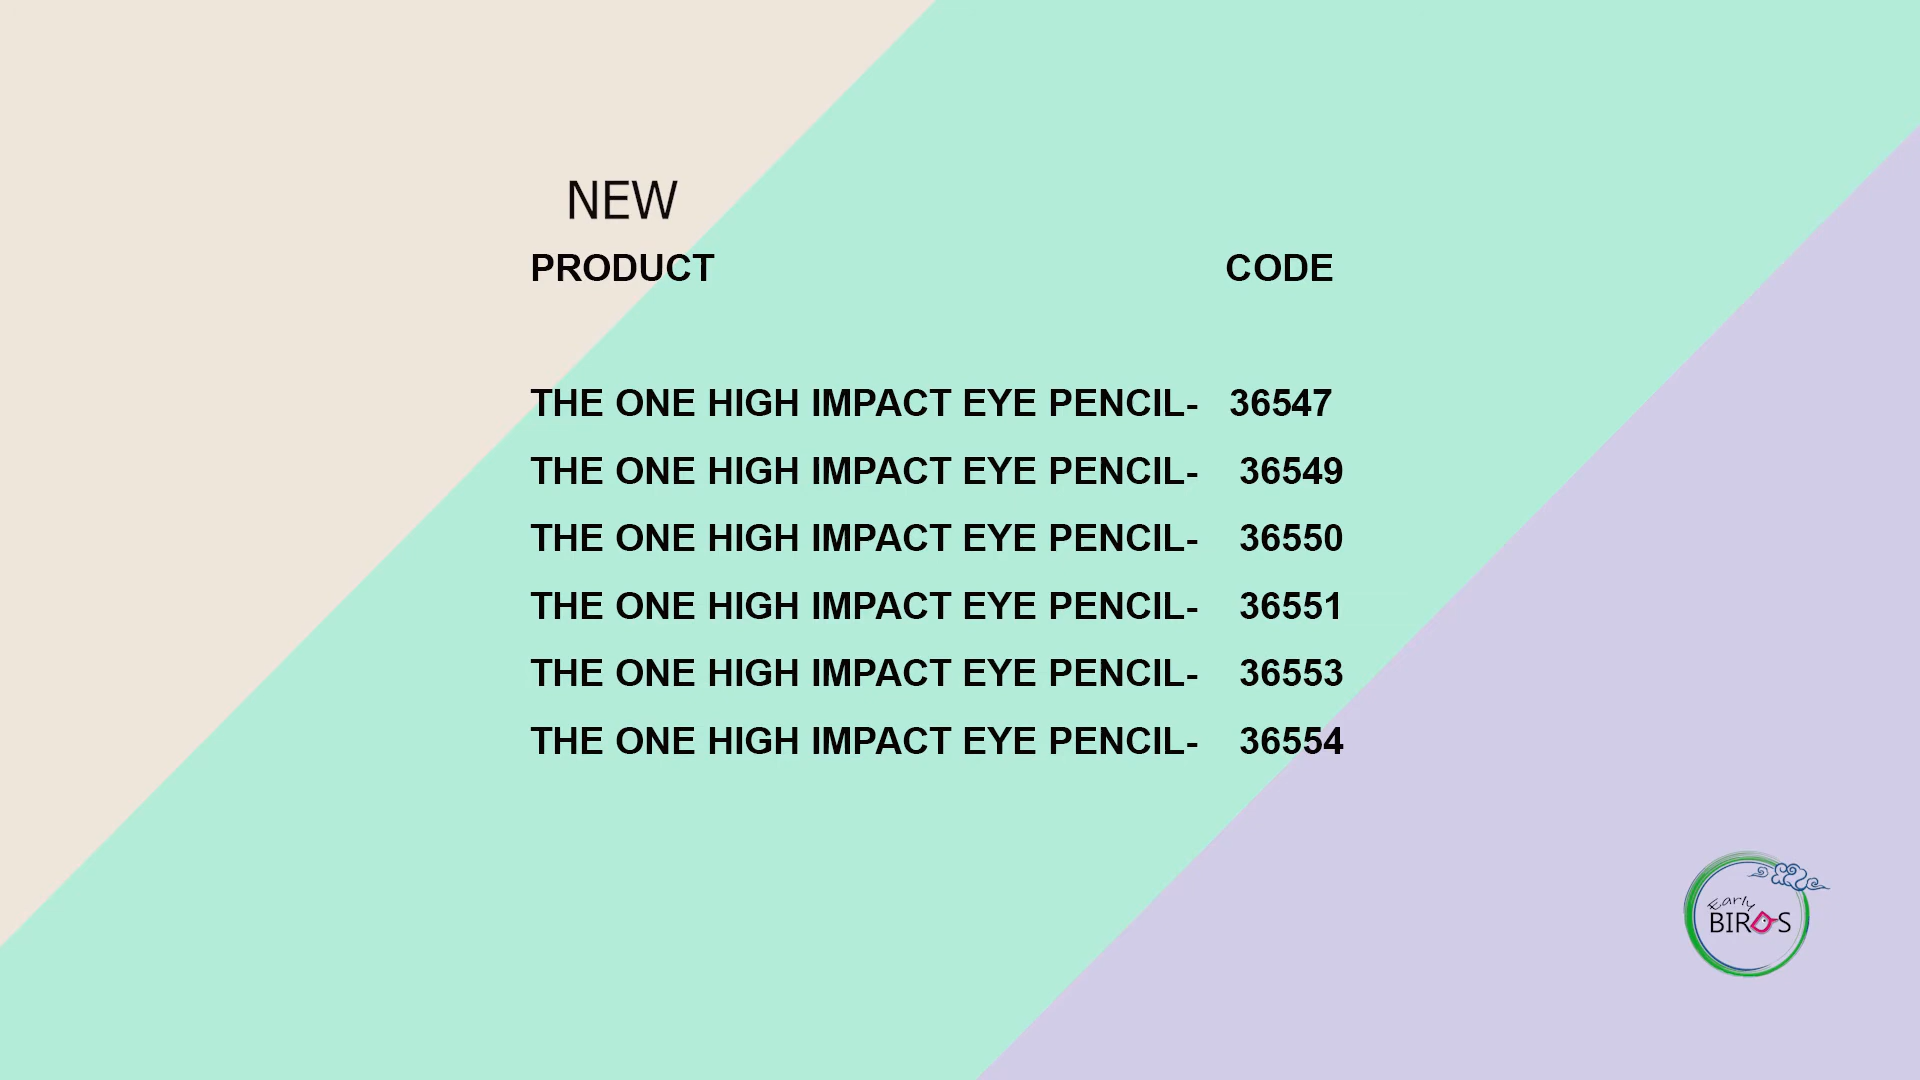 NEW
PRODUCT CODE
THE ONE HIGH IMPACT EYE PENCIL- 36547
THE ONE HIGH IMPACT EYE PENCIL- 36549
THE ONE HIGH IMPACT EYE PENCIL- 36550
THE ONE HIGH IMPACT EYE PENCIL- 36551
THE ONE HIGH IMPACT EYE PENCIL- 36553
THE ONE HIGH IMPACT EYE PENCIL- 36554
Early
BIRDS